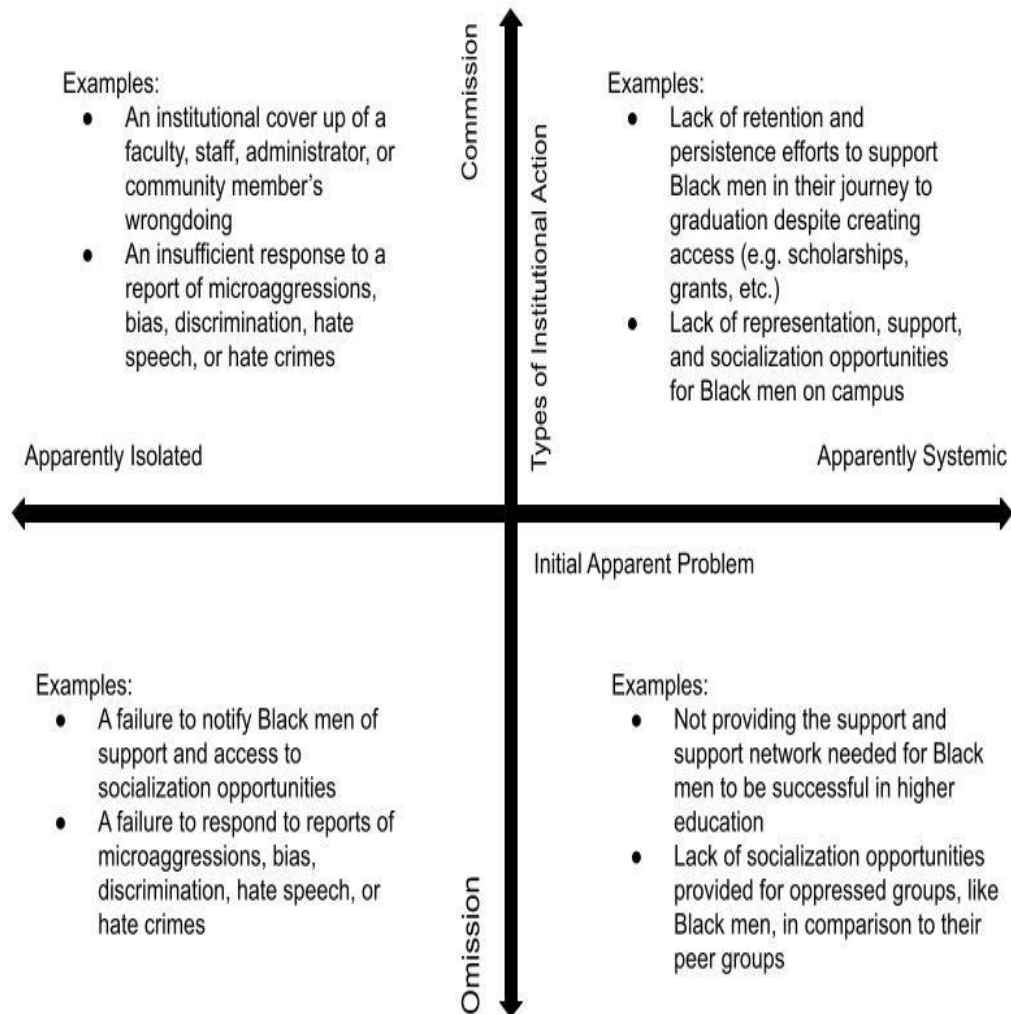 Commission
Types of Institutional Action
Examples:
● An institutional cover up of a
faculty, staff, administrator, or
community member's
wrongdoing
● An insufficient response to a
report of microaggressions,
bias, discrimination, hate
speech, or hate crimes
Examples:
● Lack of retention and
persistence efforts to support
Black men in their journey to
graduation despite creating
access (e.g. scholarships,
grants, etc.)
● Lack of representation, support,
and socialization opportunities
for Black men on campus
Apparently Isolated
Apparently Systemic
Initial Apparent Problem
Examples:
● A failure to notify Black men of
support and access to
socialization opportunities
● A failure to respond to reports of
microaggressions, bias,
discrimination, hate speech, or
hate crimes
Omission
Examples:
● Not providing the support and
support network needed for Black
men to be successful in higher
education
● Lack of socialization opportunities
provided for oppressed groups, like
Black men, in comparison to their
peer groups